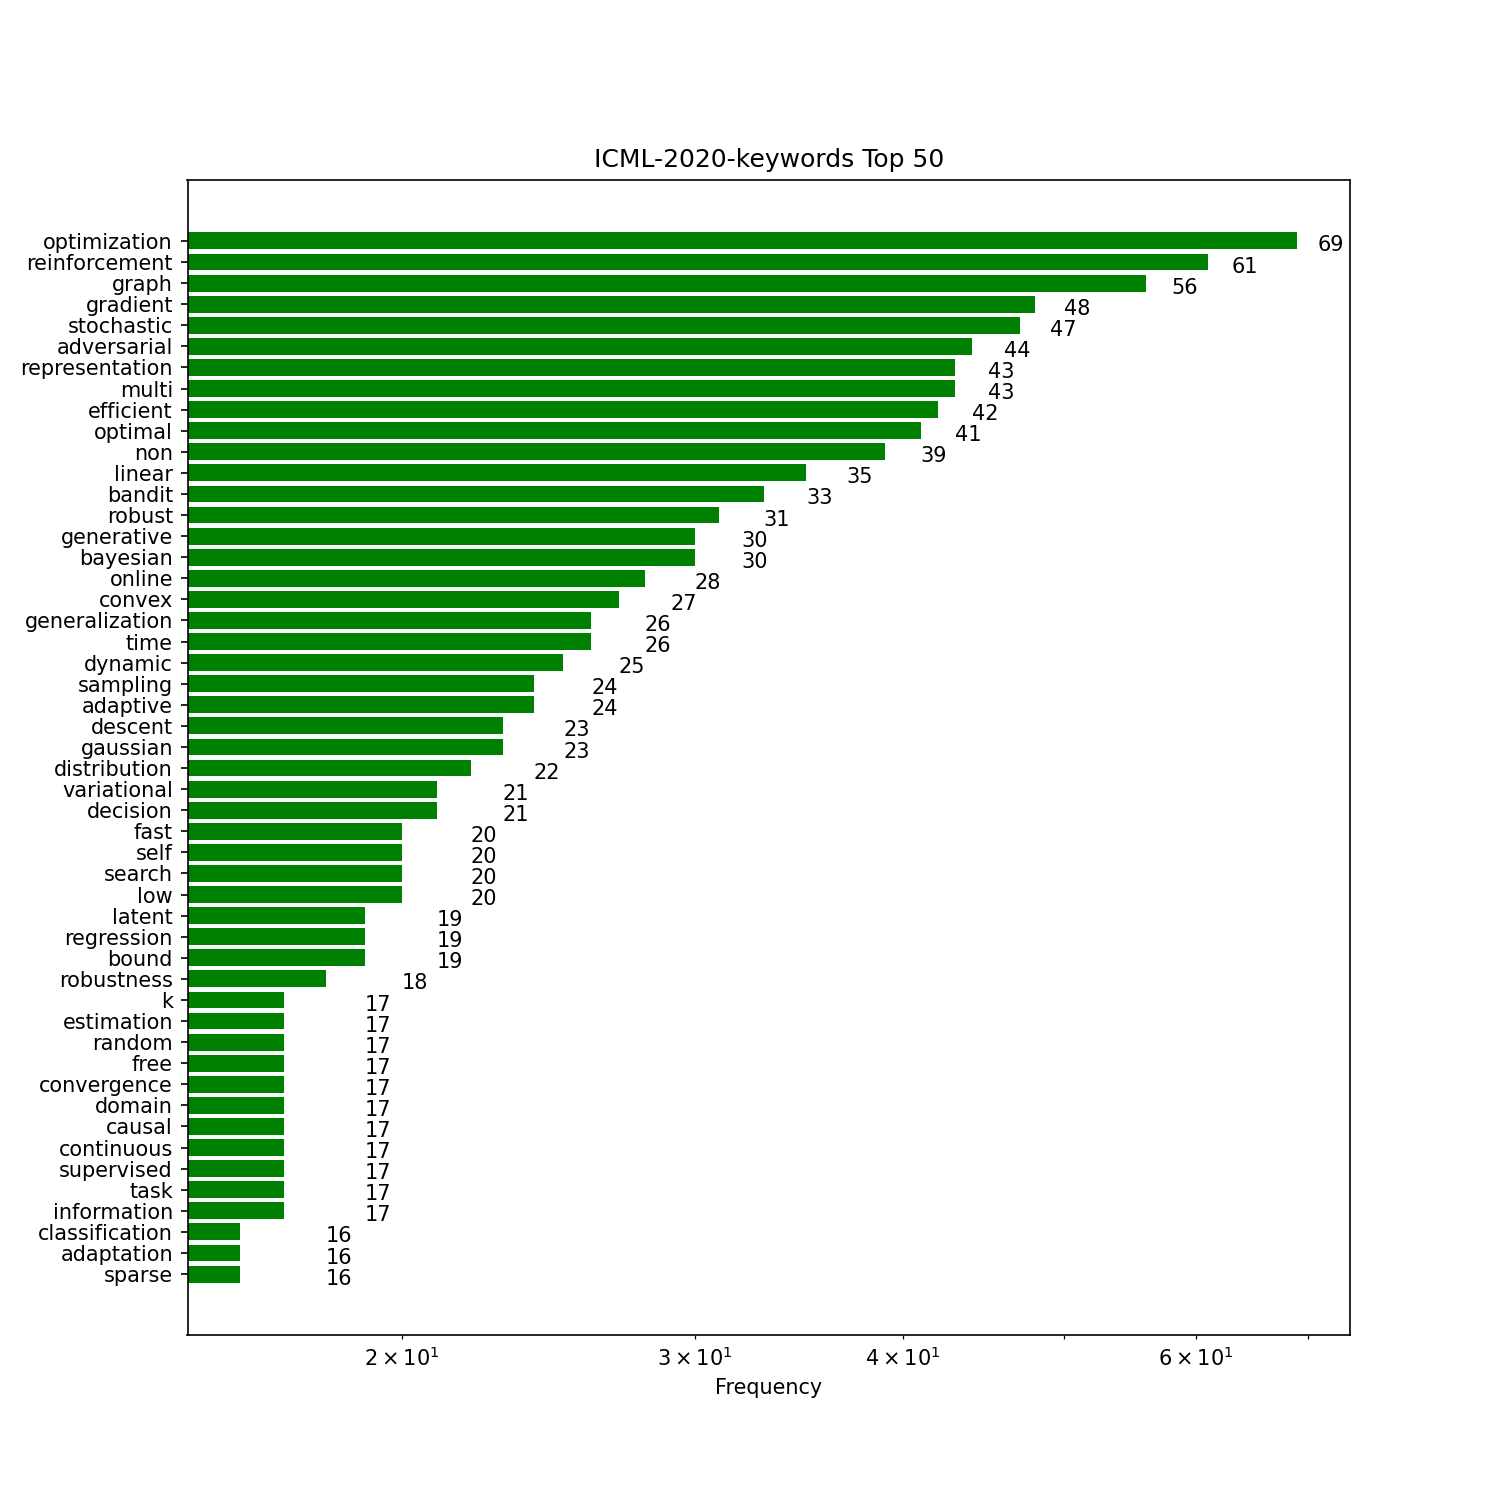 ICML-2020-keywords Top 50
optimization 69
reinforcement 61
graph 56
gradient 48
stochastic 47
adversarial 44
representation 43
multi 43
efficient 42
optimal 41
non 39
linear 35
bandit 33
robust 31
generative 30
bayesian 30
online 28
convex 27
generalization 26
time 26
dynamic 25
sampling 24
adaptive 24
descent 23
gaussian 23
distribution 22
variational 21
decision 21
fast 20
self 20
search 20
low 20
latent 19
regression 19
bound 19
robustness 18
k 17
estimation 17
random 17
free 17
convergence 17
domain 17
causal 17
continuous 17
supervised 17
task 17
information 17
classification 16
adaptation 16
sparse 16
2 × 10¹ 3 × 10¹ 4 × 10¹ 6 × 10¹
Frequency